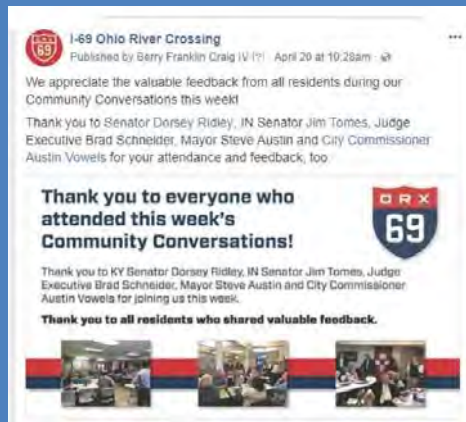 I-69 Ohio River Crossing
Published by Berry Franklin Craig IV [?] · April 20 at 10:28am ·
We appreciate the valuable feedback from all residents during our
Community Conversations this week!
Thank you to Senator Dorsey Ridley, IN Senator Jim Tomes, Judge
Executive Brad Schneider, Mayor Steve Austin and City Commissioner
Austin Vowels for your attendance and feedback, too.
Thank you to everyone who
attended this week's
Community Conversations!
ORX
69
Thank you to KY Senator Dorsey Ridley, IN Senator Jim Tomes, Judge
Executive Brad Schneider, Mayor Steve Austin and City Commissioner
Austin Vowels for joining us this week.
Thank you to all residents who shared valuable feedback.